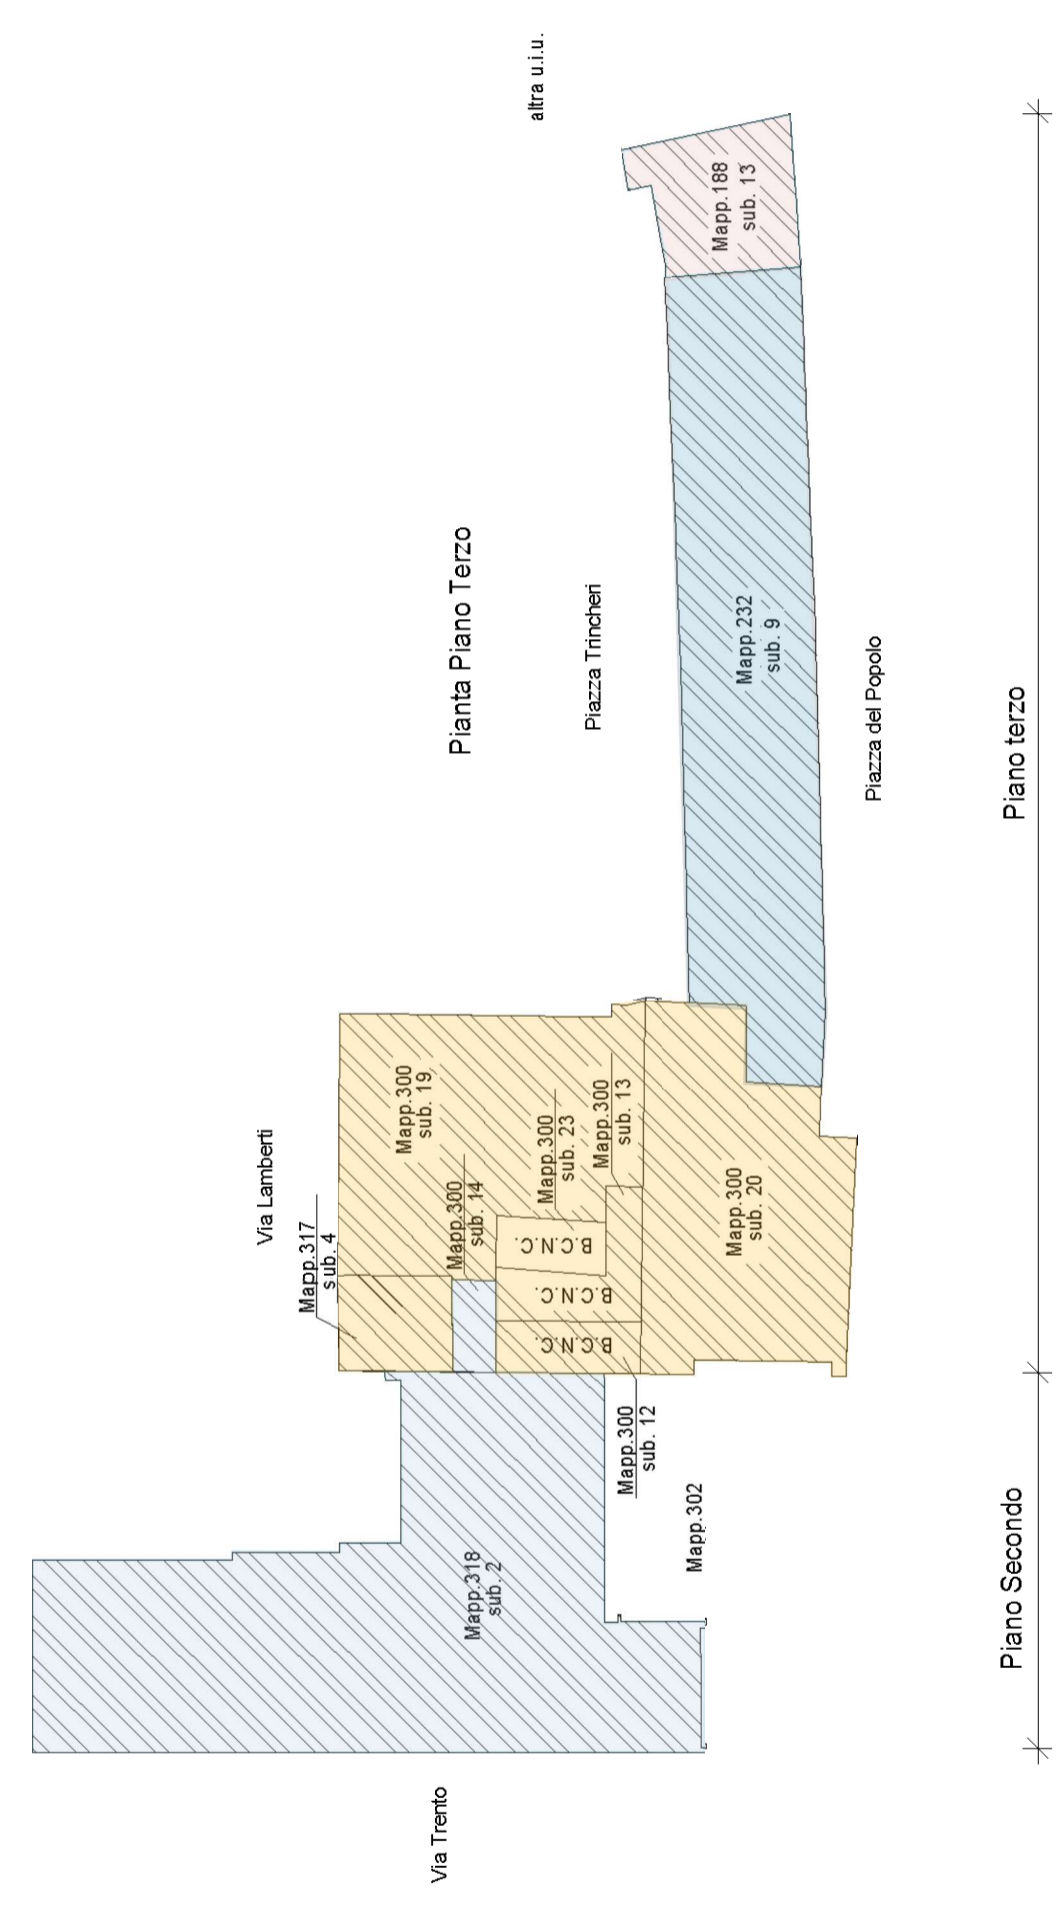 altra u.i.u.
Mapp.188
sub. 13
Pianta Piano Terzo
Piazza Trincheri
Mapp.232
sub. 9
Piazza del Popolo
Piano terzo
Via Lamberti
Mapp.317
sub. 4
Mapp.300
sub. 19
Mapp.300
sub. 14
Mapp.300
sub. 23
Mapp.300
sub. 13
B.C.N.C.
B.C.N.C.
B.C.N.C.
Mapp.300
sub. 20
Mapp.300
sub. 12
Mapp.302
Mapp.318
sub. 2
Piano Secondo
Via Trento